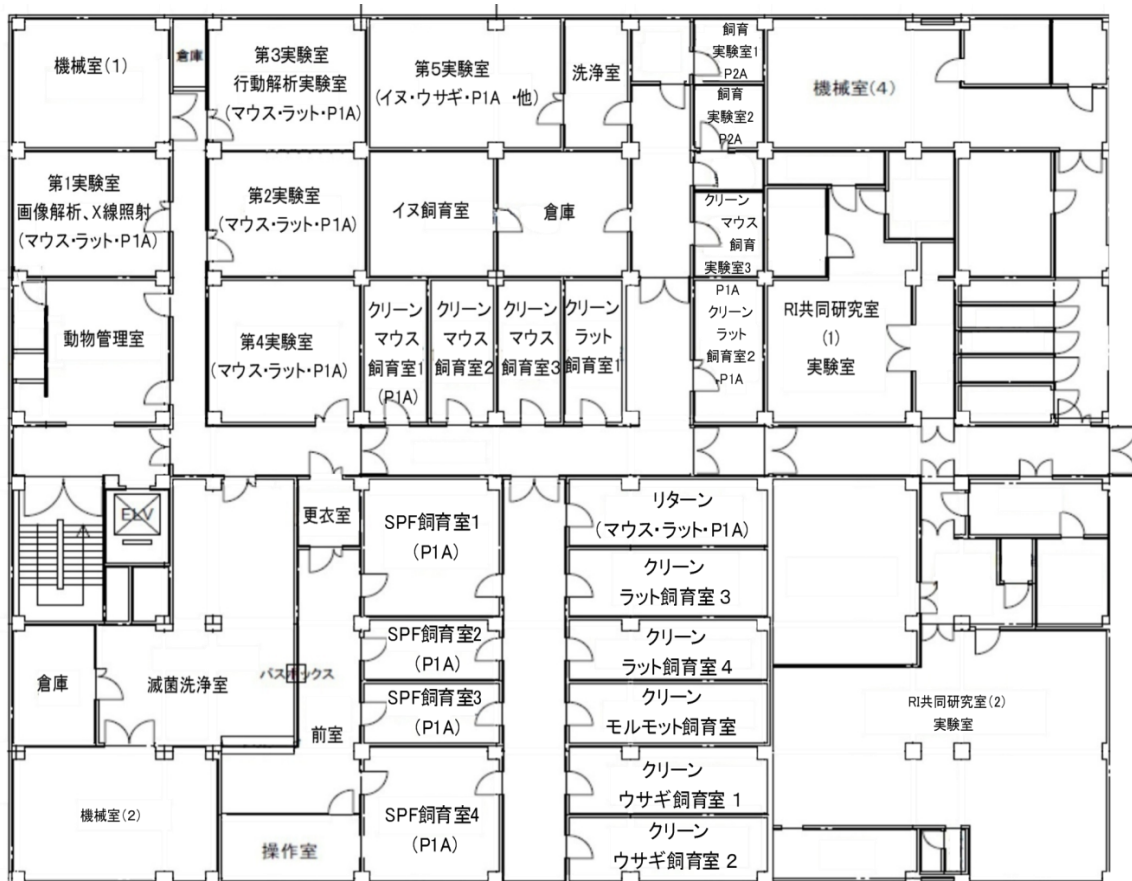 機械室(1)
倉庫
第3実験室
行動解析実験室
(マウス・ラット・P1A)
第5実験室
(イヌ・ウサギ・P1A ・他)
洗浄室
飼育
実験室1
P2A
飼育
実験室2
P2A
機械室(4)
第1実験室
画像解析、X線照射
(マウス・ラット・P1A)
第2実験室
(マウス・ラット・P1A)
イヌ飼育室
倉庫
クリーン
マウス
飼育
実験室3
P1A
動物管理室
第4実験室
(マウス・ラット・P1A)
クリーン
マウス
飼育室1
(P1A)
クリーン
マウス
飼育室2
クリーン
マウス
飼育室3
クリーン
ラット
飼育室1
クリーン
ラット
飼育室2
・P1A
RI共同研究室
(1)
実験室
ELV
更衣室
SPF飼育室1
(P1A)
リターン
(マウス・ラット・P1A)
クリーン
ラット飼育室 3
SPF飼育室2
(P1A)
クリーン
ラット飼育室 4
倉庫
滅菌洗浄室
パスボックス
前室
SPF飼育室3
(P1A)
クリーン
モルモット飼育室
RI共同研究室(2)
実験室
機械室(2)
操作室
SPF飼育室4
(P1A)
クリーン
ウサギ飼育室 1
クリーン
ウサギ飼育室 2